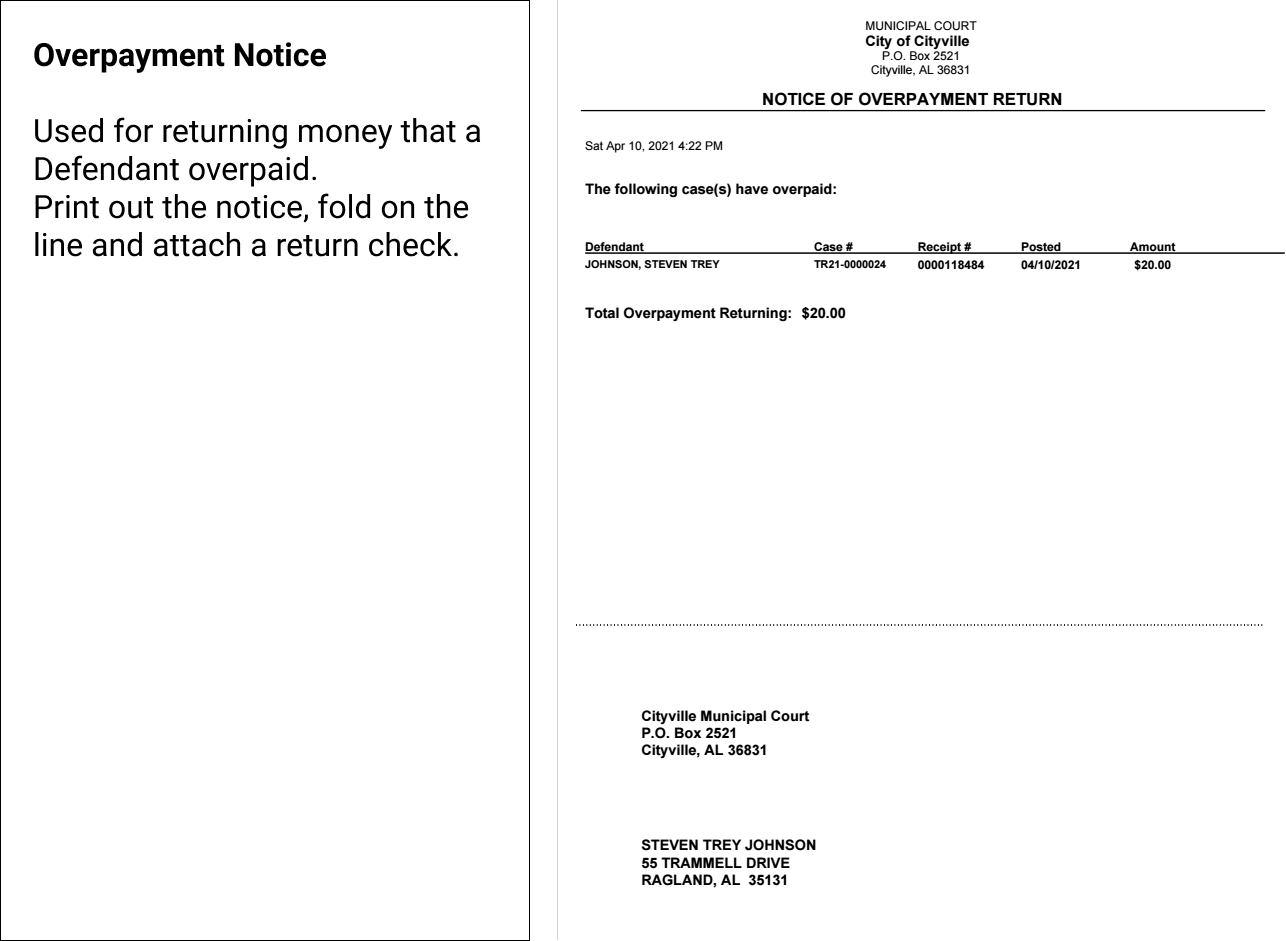 Overpayment Notice
Used for returning money that a
Defendant overpaid.
Print out the notice, fold on the
line and attach a return check.
MUNICIPAL COURT
City of Cityville
P.O. Box 2521
Cityville, AL 36831
NOTICE OF OVERPAYMENT RETURN
Sat Apr 10, 2021 4:22 PM
The following case(s) have overpaid:
Defendant Case # Receipt # Posted Amount
JOHNSON, STEVEN TREY TR21-0000024 0000118484 04/10/2021 $20.00
Total Overpayment Returning: $20.00
Cityville Municipal Court
P.O. Box 2521
Cityville, AL 36831
STEVEN TREY JOHNSON
55 TRAMMELL DRIVE
RAGLAND, AL 35131